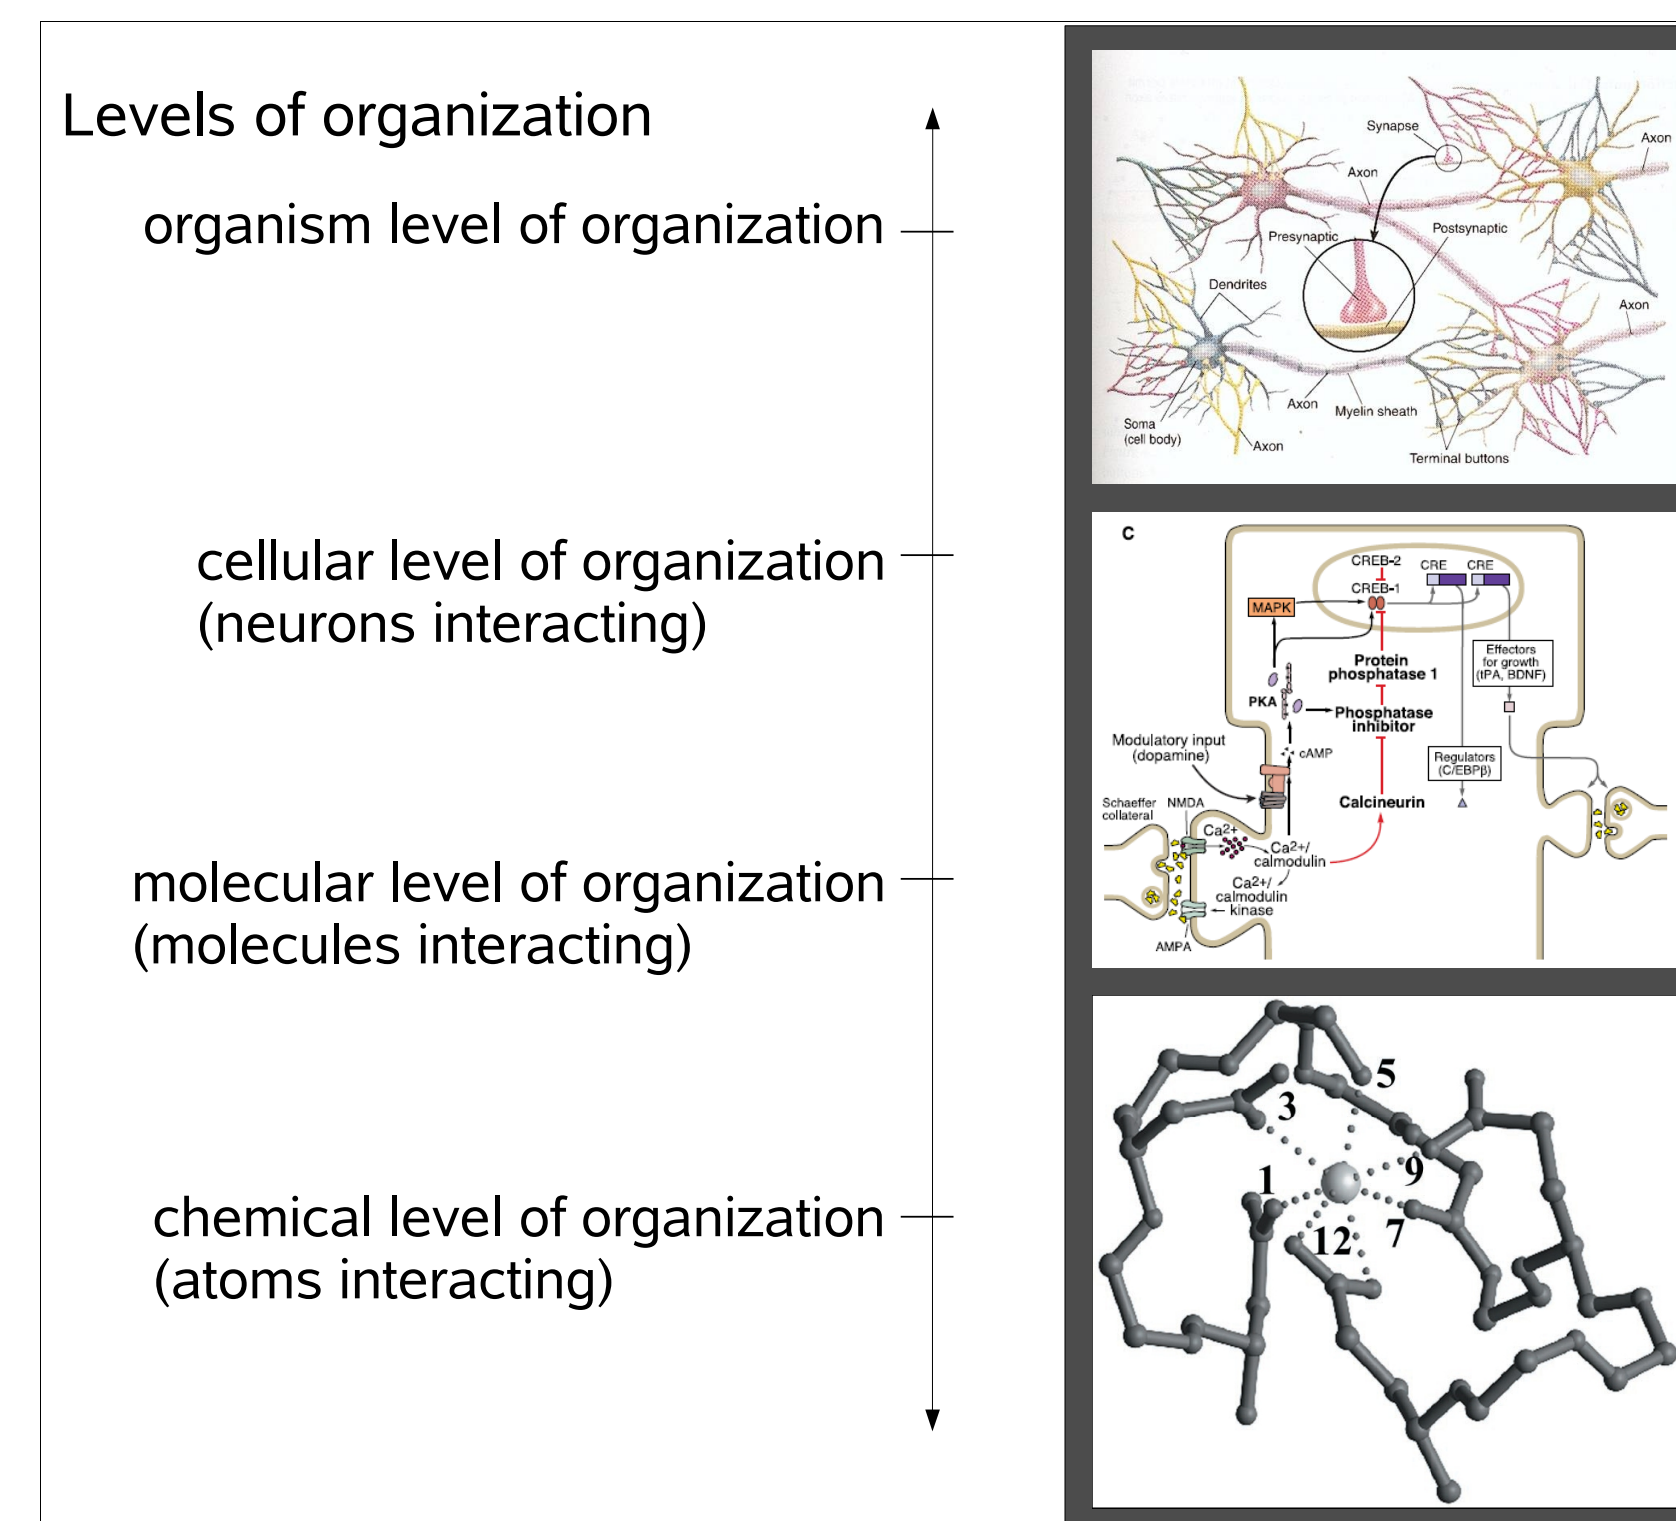 Levels of organization
organism level of organization
cellular level of organization
(neurons interacting)
molecular level of organization
(molecules interacting)
chemical level of organization
(atoms interacting)
Synapse
Axon
Axon
Presynaptic
Postsynaptic
Dendrites
Axon
Axon
Myelin sheath
Soma
(cell body)
Axon
Terminal buttons
C
CREB-2
CRE
CRE
CREB-1
MAPK
Effectors
for growth
(tPA, BDNF)
Protein
phosphatase 1
PKA
Phosphatase
inhibitor
Modulatory input
(dopamine)
cAMP
Regulators
(C/EBPβ)
Schaeffer
collateral
NMDA
Calcineurin
Ca2+
Ca2+/
calmodulin
Ca2+/
calmodulin
kinase
AMPA
5
3
1
9
7
12